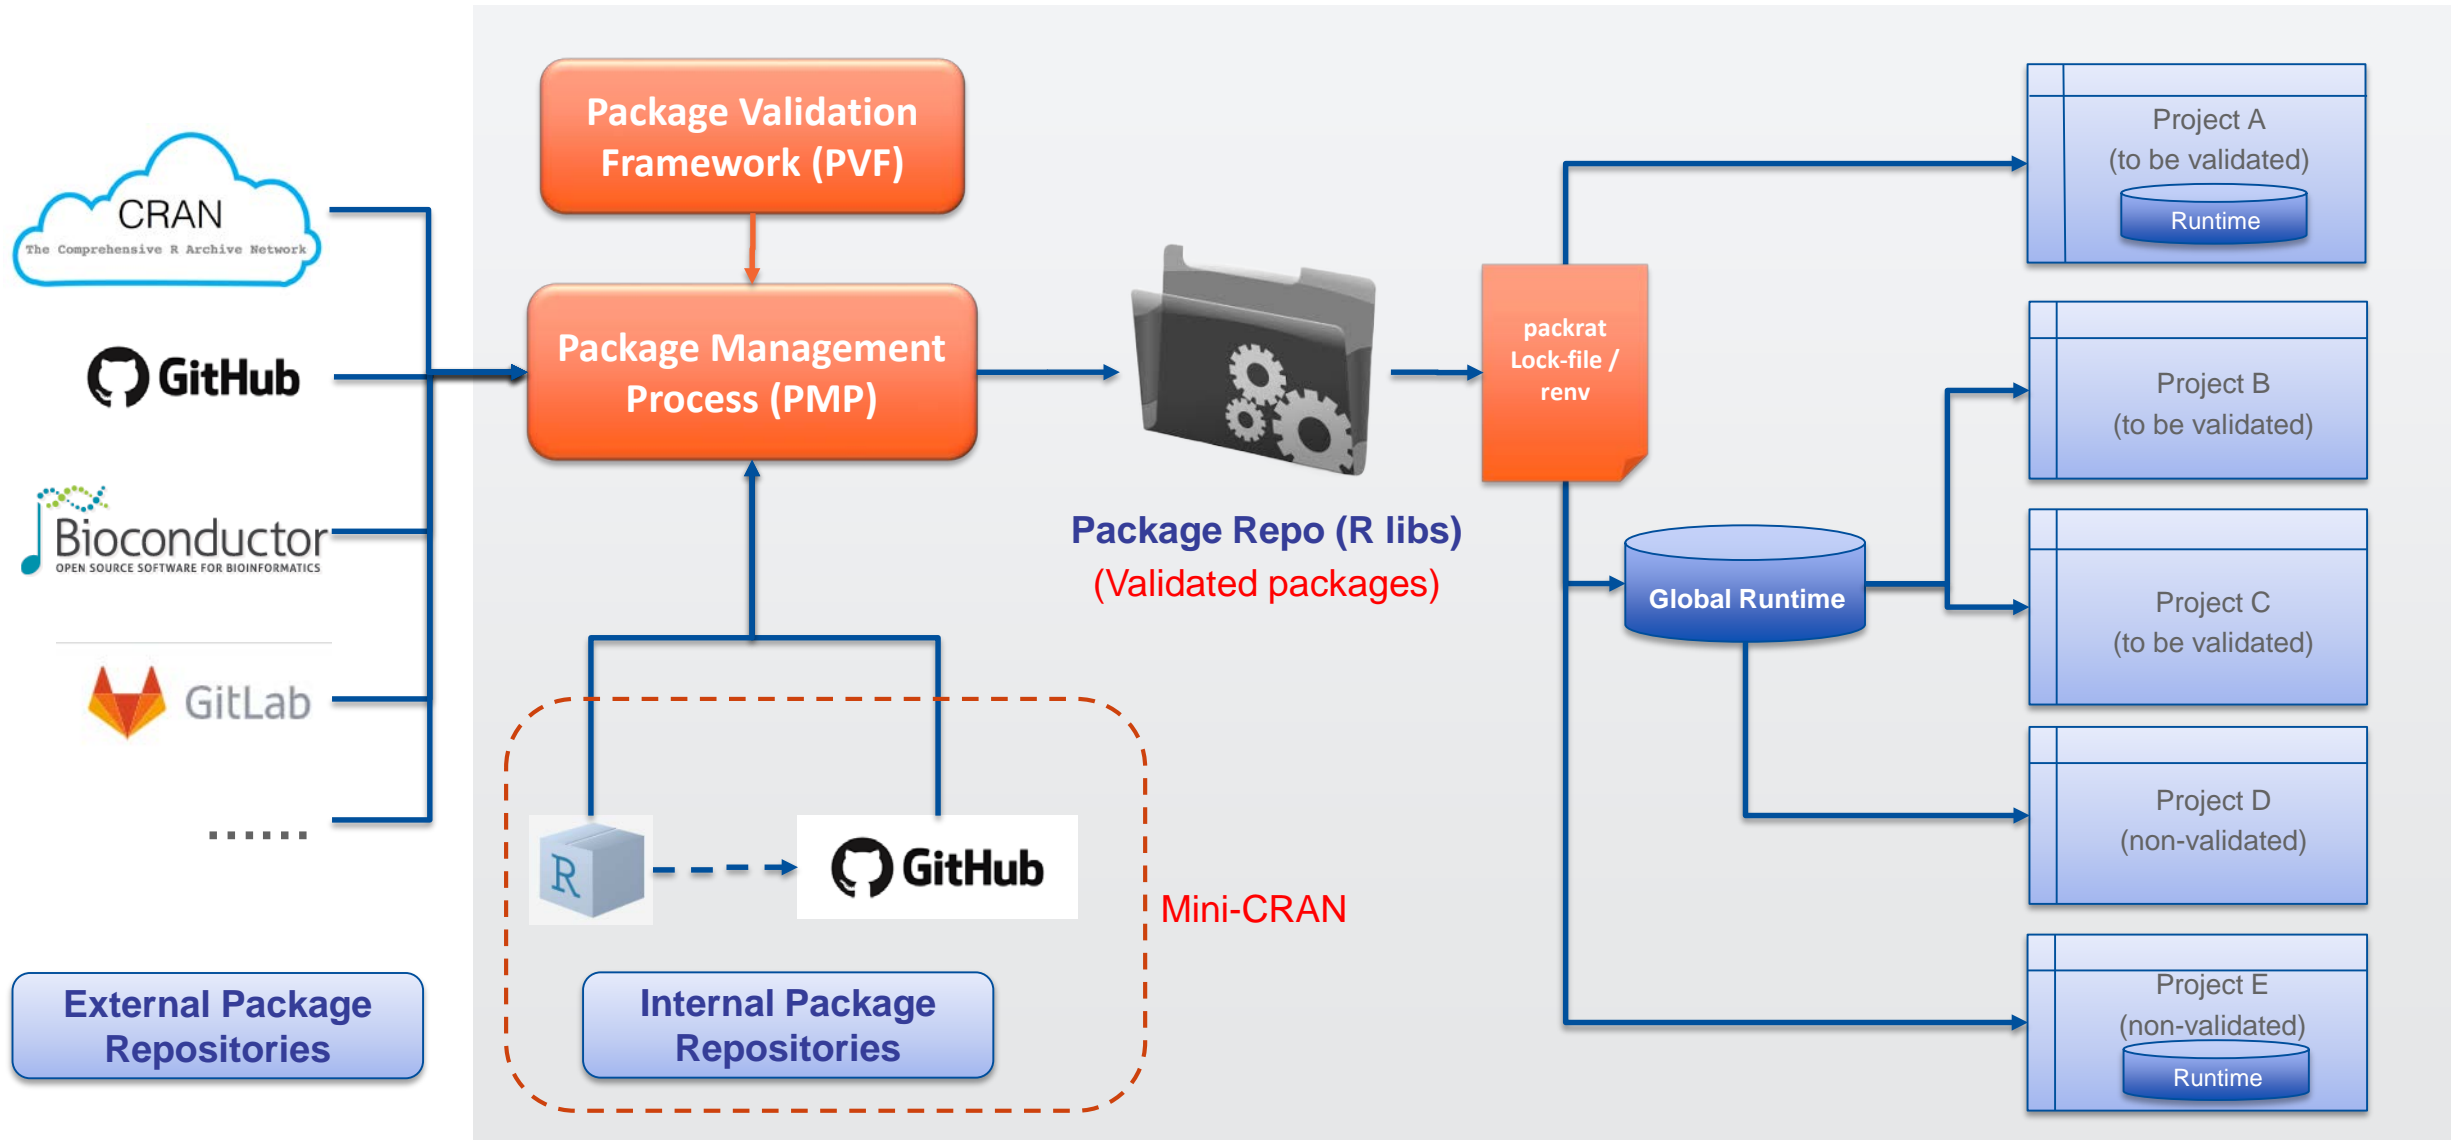 CRAN
The Comprehensive R Archive Network
GitHub
Bioconductor
OPEN SOURCE SOFTWARE FOR BIOINFORMATICS
GitLab
......
External Package
Repositories
Package Validation
Framework (PVF)
Package Management
Process (PMP)
R
GitHub
Mini-CRAN
Internal Package
Repositories
Package Repo (R libs)
(Validated packages)
packrat
Lock-file /
renv
Global Runtime
Project A
(to be validated)
Runtime
Project B
(to be validated)
Project C
(to be validated)
Project D
(non-validated)
Project E
(non-validated)
Runtime